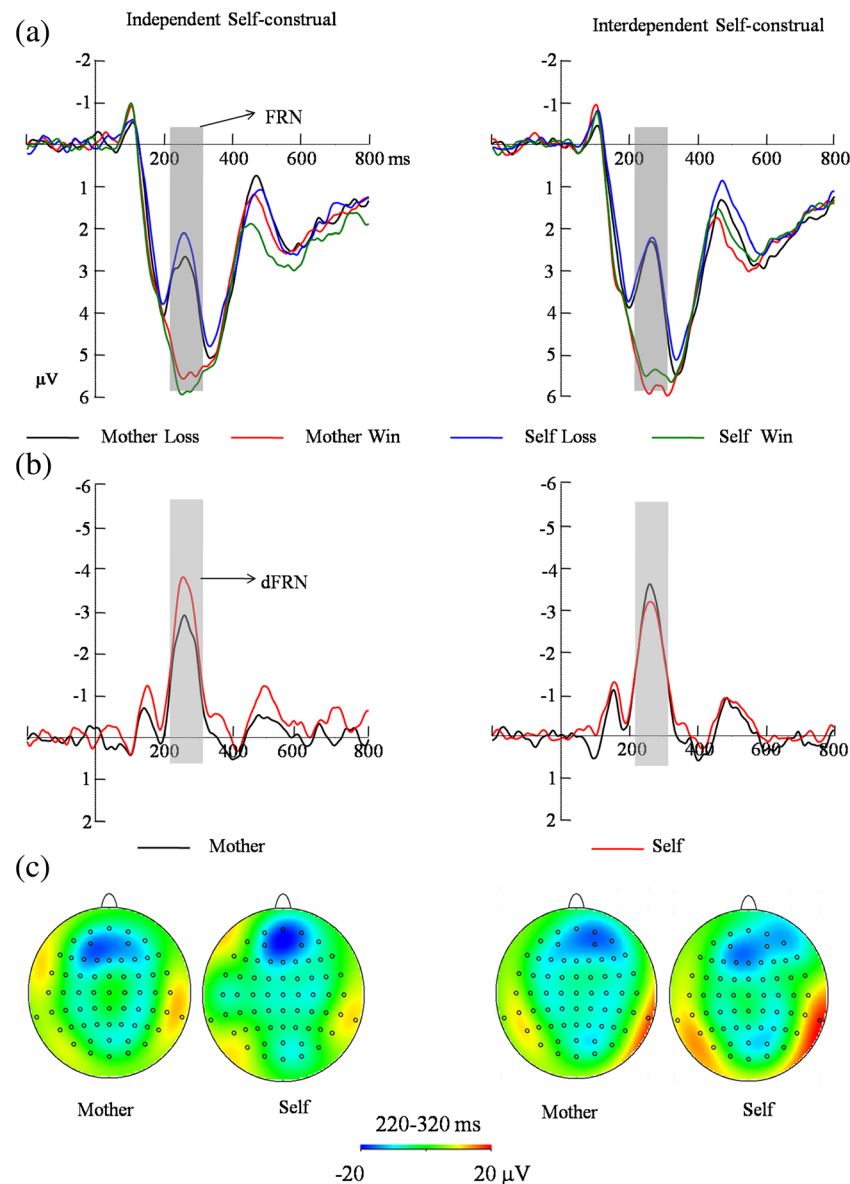 (a)
Independent Self-construal
Interdependent Self-construal
-2
-1
1
2
3
4
5
6
μV
200
400
600
800 ms
FRN
-2
-1
1
2
3
4
5
6
200
400
600
800
Mother Loss
Mother Win
Self Loss
Self Win
(b)
-6
-5
-4
-3
-2
-1
1
2
200
400
600
800
dFRN
-6
-5
-4
-3
-2
-1
1
2
200
400
600
800
Mother
Self
(c)
Mother
Self
Mother
Self
220-320 ms
-20
20 μV